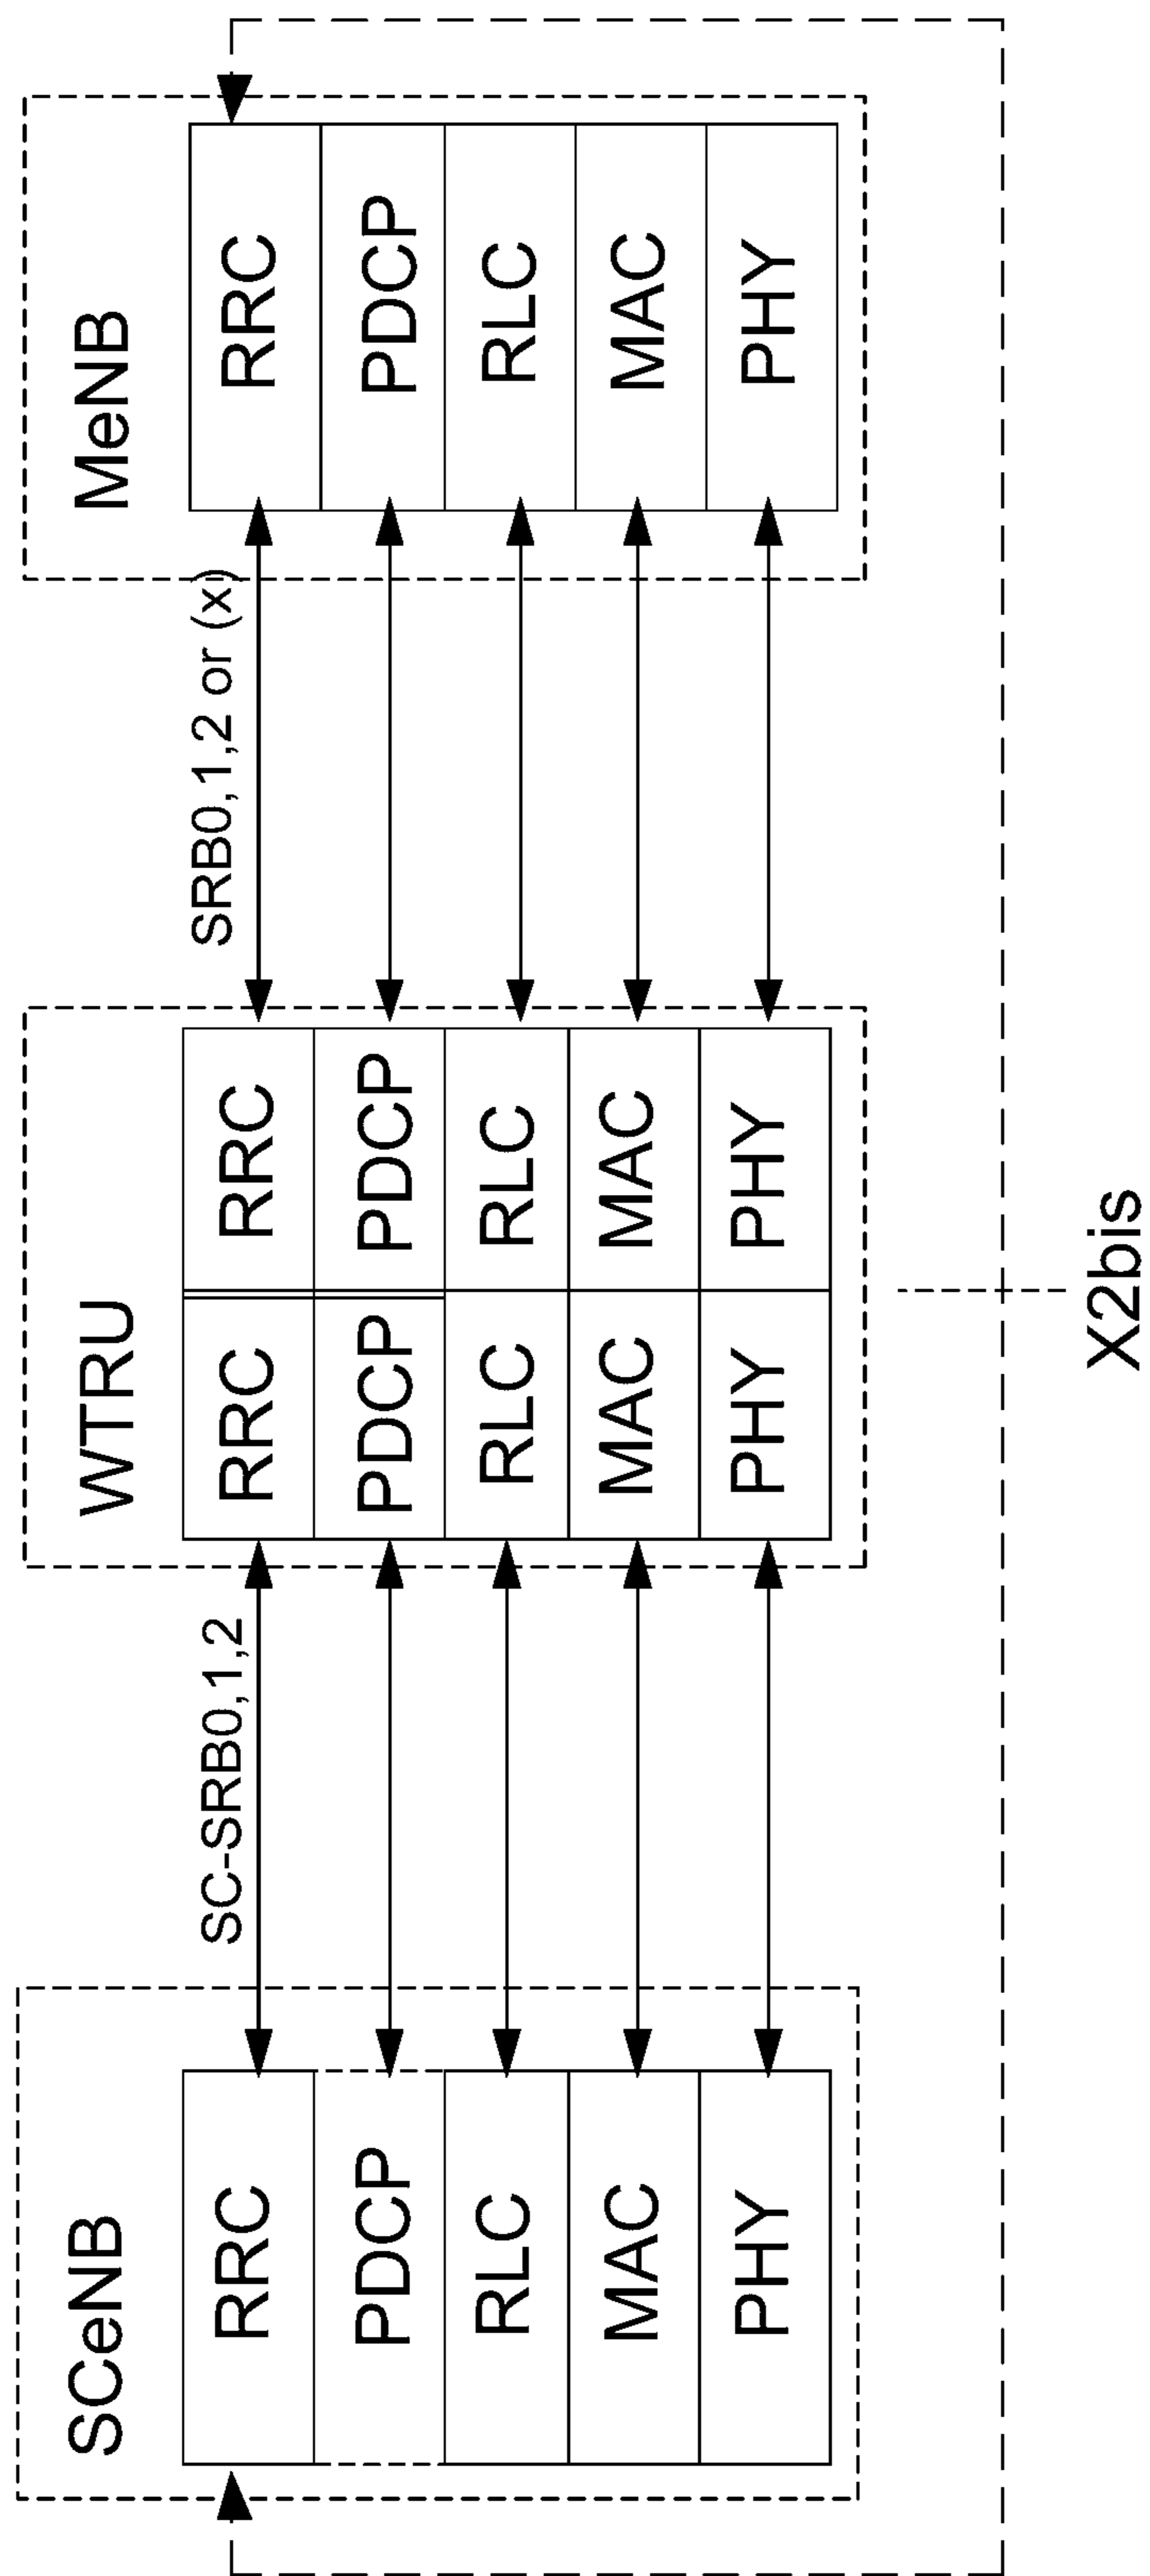 SCeNB
WTRU
MeNB
SC-SRB0,1,2
SRB0,1,2 or (x)
RRC
RRC
RRC
RRC
PDCP
PDCP
PDCP
PDCP
RLC
RLC
RLC
RLC
MAC
MAC
MAC
MAC
PHY
PHY
PHY
PHY
X2bis